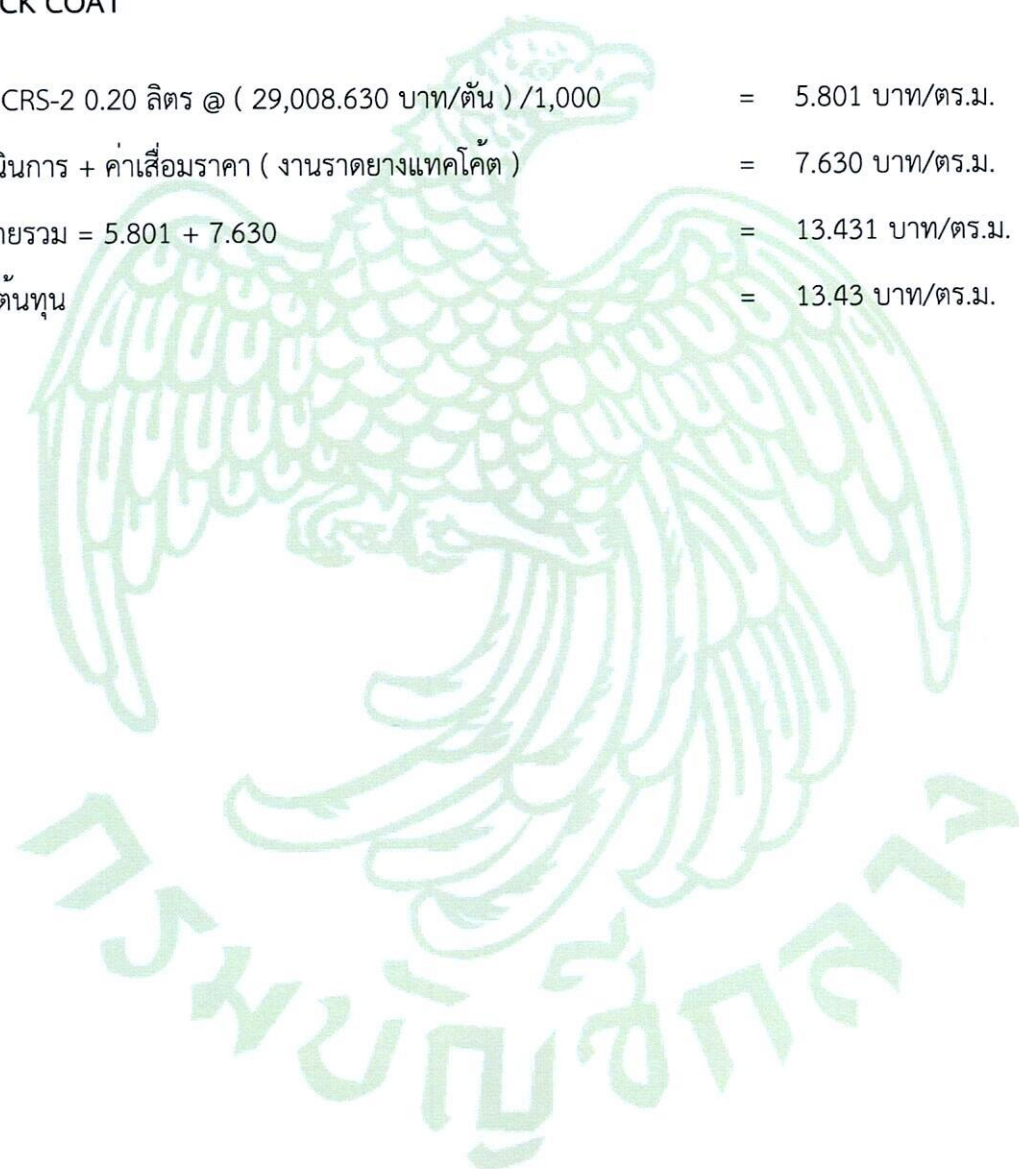 CK COAT
CRS-2 0.20 ลิตร @ ( 29,008.630 บาท/ตัน ) /1,000 = 5.801 บาท/ตร.ม.
นินการ + ค่าเสื่อมราคา ( งานราดยางแทคโค้ต ) = 7.630 บาท/ตร.ม.
ายรวม = 5.801 + 7.630 = 13.431 บาท/ตร.ม.
ต้นทุน = 13.43 บาท/ตร.ม.
กรมบัญชีกลาง